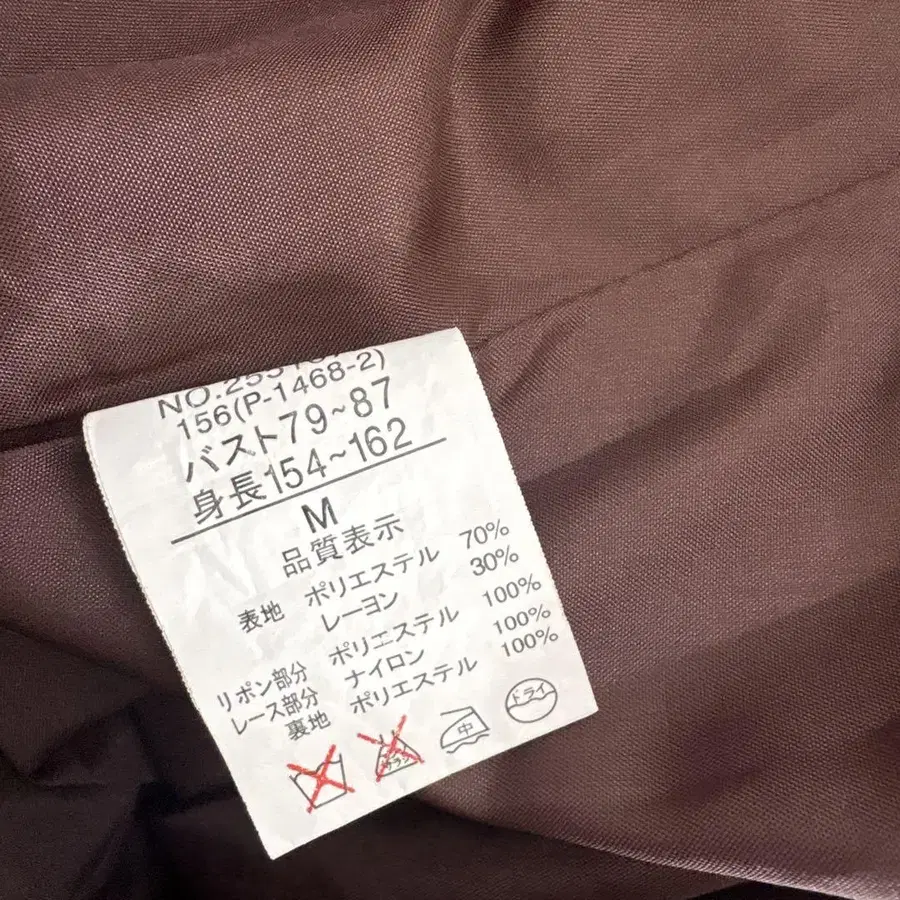 156(P-1468-2)
バスト79~87
身長154~162
M
品質表示
表地 ポリエステル 70%
レーヨン 30%
リボン部分 ポリエステル 100%
レース部分 ナイロン 100%
裏地 ポリエステル 100%
中 ドライ